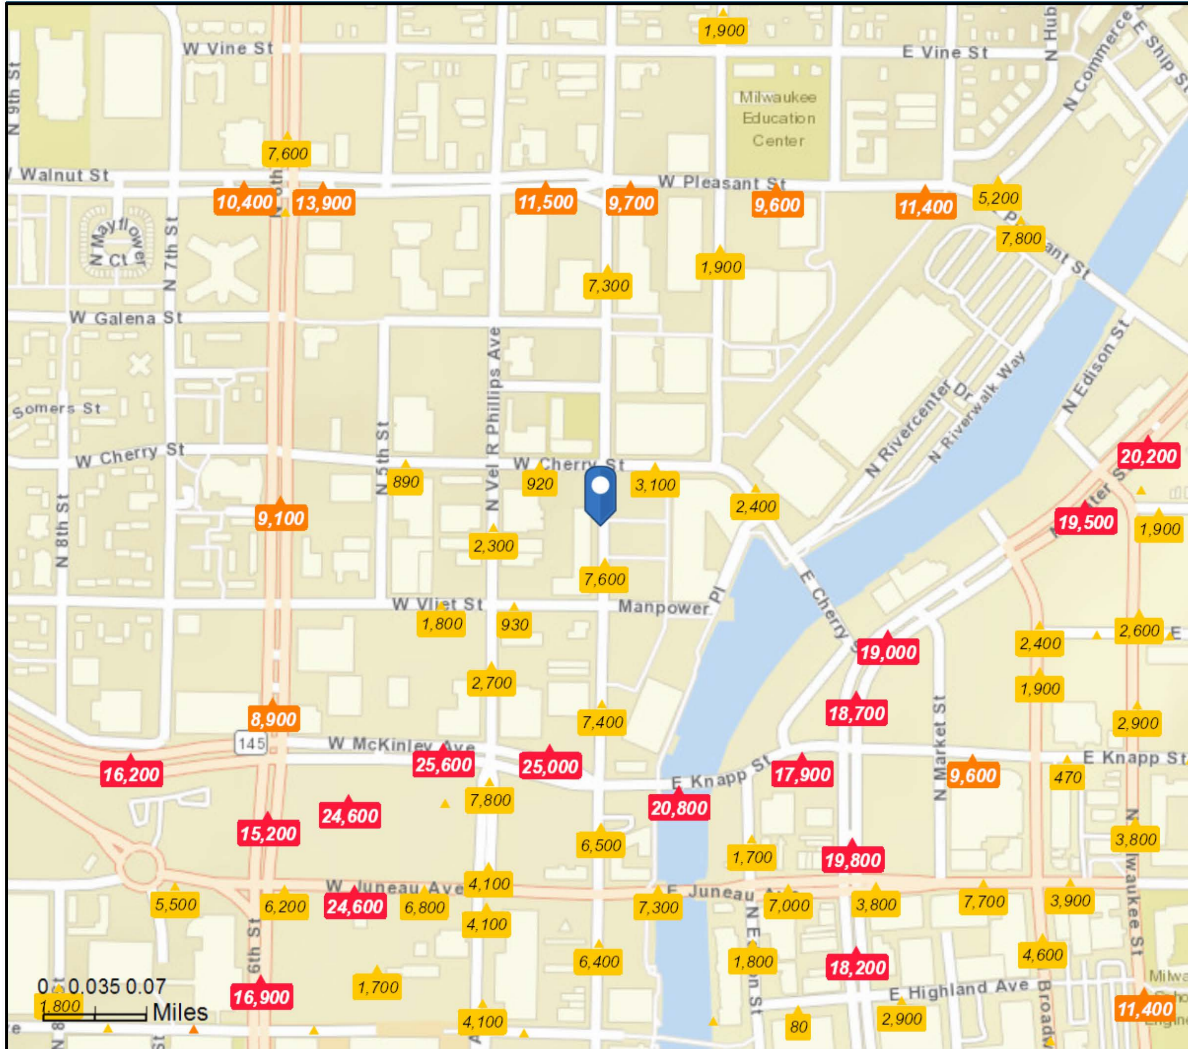 1,900
W Vine St
E Vine St
N Hub
N Commerce S
E Ship St
N 9th St
Milwaukee
Education
Center
7,600
Walnut St
10,400
13,900
11,500
9,700
W Pleasant St
9,600
11,400
5,200
7,800
N Mayflower
Ct
N 7th St
7,300
1,900
W Galena St
N Vel R Phillips Ave
N Edison St
Somers St
N Rivercenter
Dr
N Riverwalk Way
W Cherry St
N 5th St
890
W Cherry St
920
3,100
2,400
20,200
19,500
1,900
N 8th St
9,100
2,300
7,600
E Cherry S
W Vliet St
Manpower Pl
1,800
930
2,400
2,600
E
19,000
2,700
1,900
8,900
7,400
18,700
2,900
145
W McKinley Ave
25,600
25,000
16,200
E Knapp St
17,900
N Market St
9,600
470
E Knapp St
7,800
20,800
24,600
15,200
6,500
1,700
19,800
3,800
W Juneau Ave
4,100
E Juneau
5,500
6,200
24,600
6,800
7,300
7,000
3,800
7,700
3,900
4,100
6th St
6,400
1,800
18,200
4,600
waukee St
16,900
1,700
E Highland Ave
2,900
80
4,100
Broadw
11,400
Milwa
0 0.035 0.07
Miles
1,800